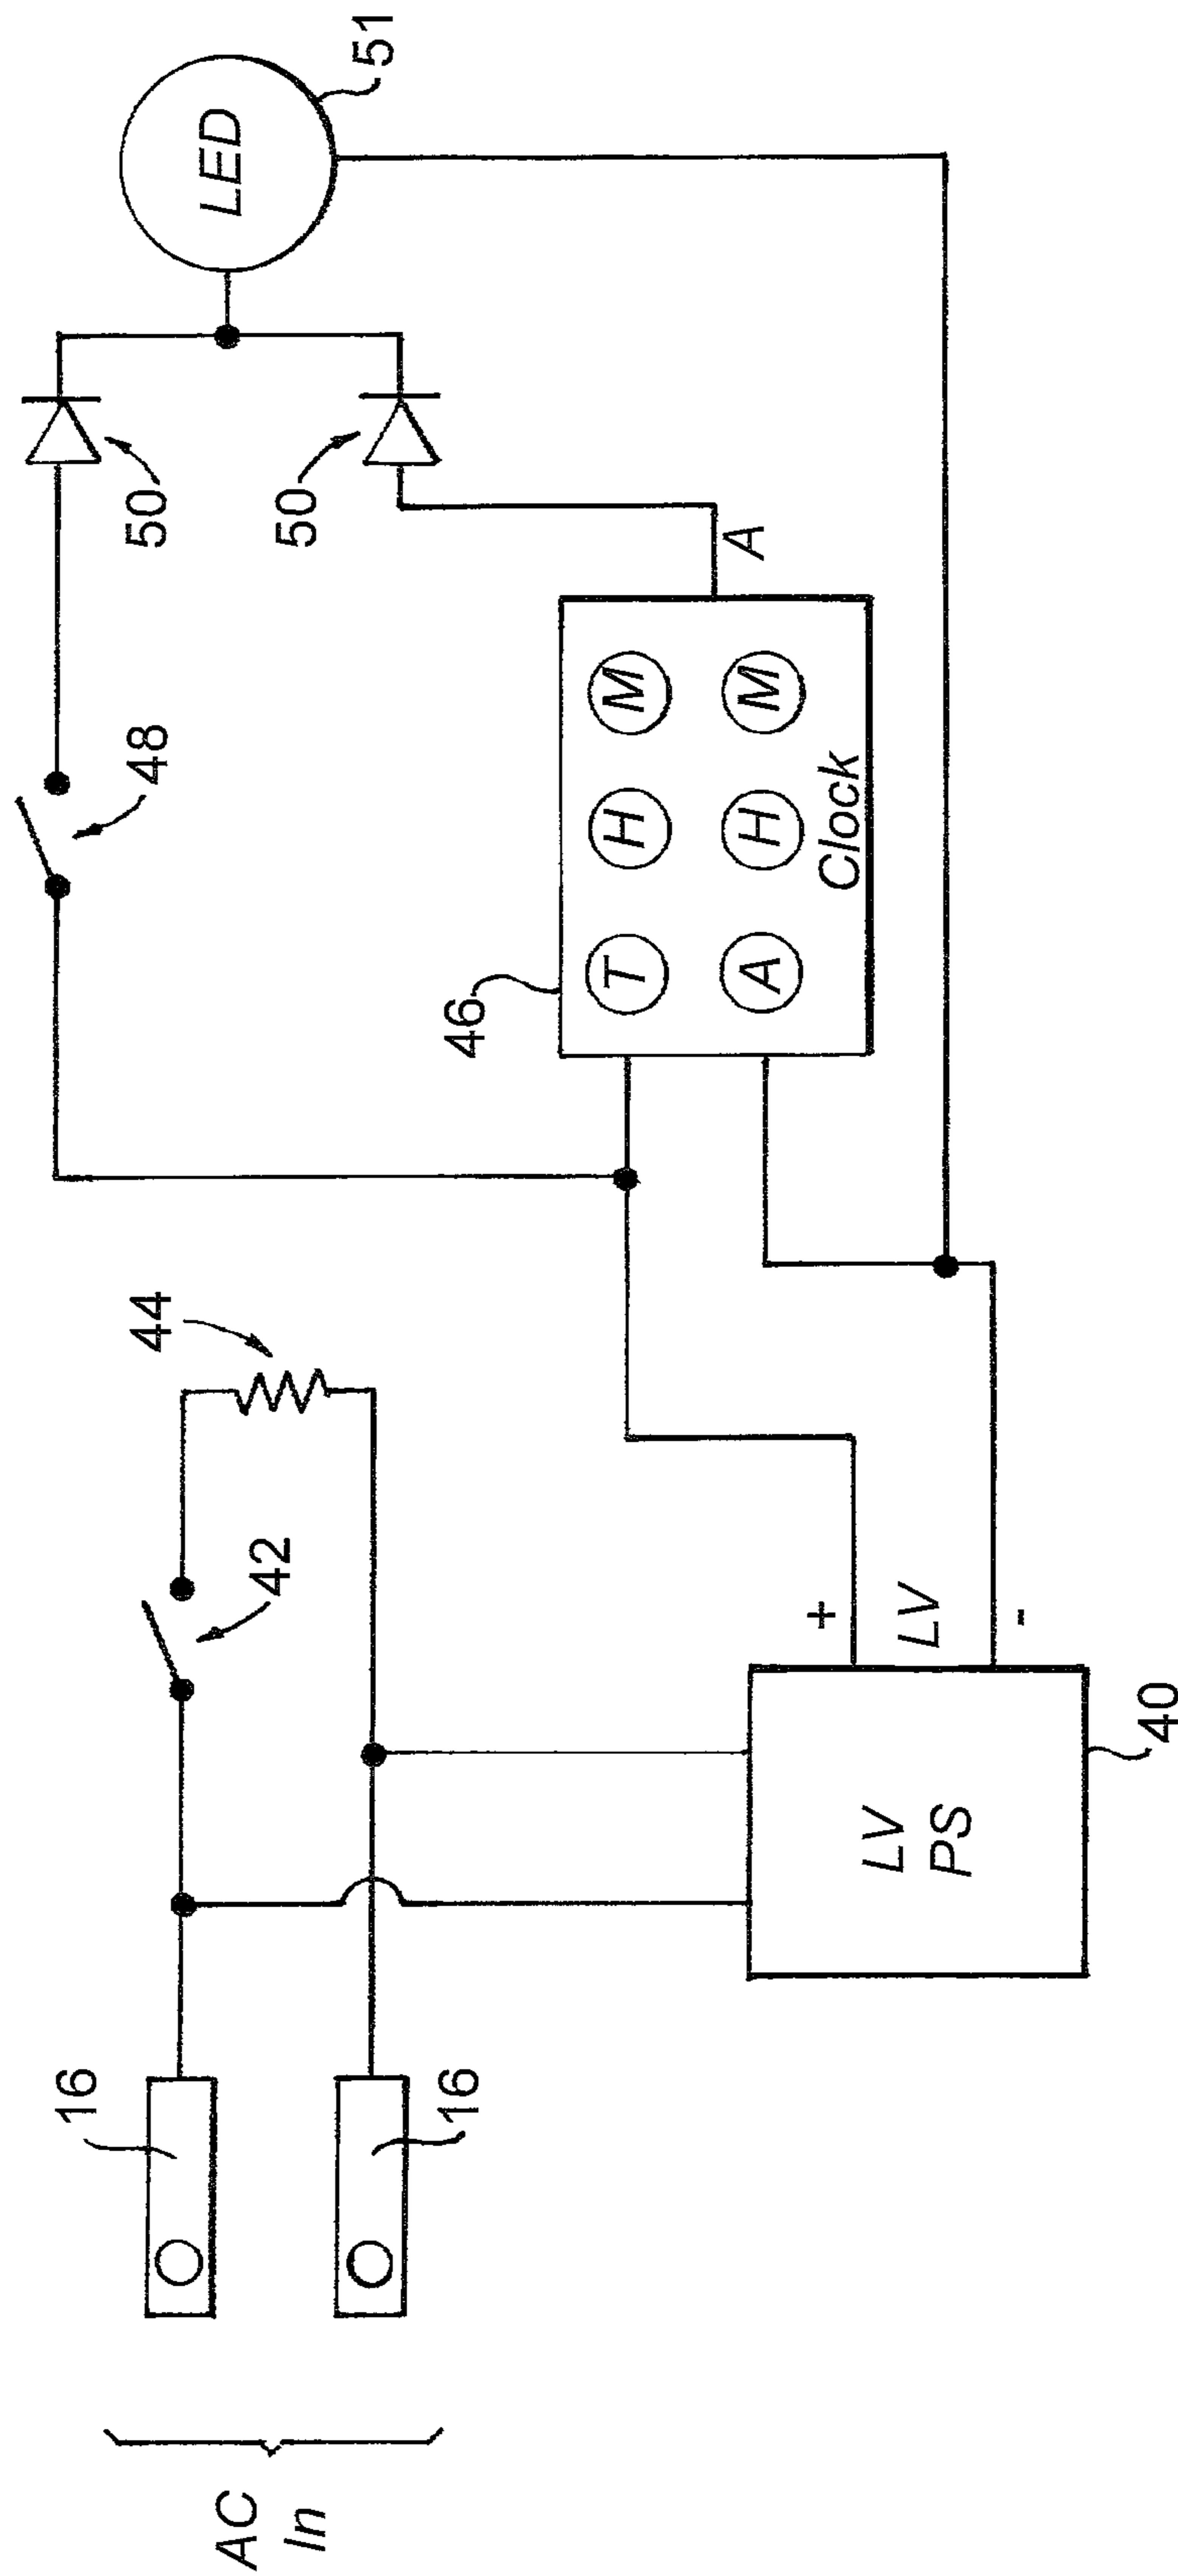 AC
In
16
16
42
44
LV
PS
40
+
LV
-
46
T H M
A H M
Clock
A
48
50
50
LED
51